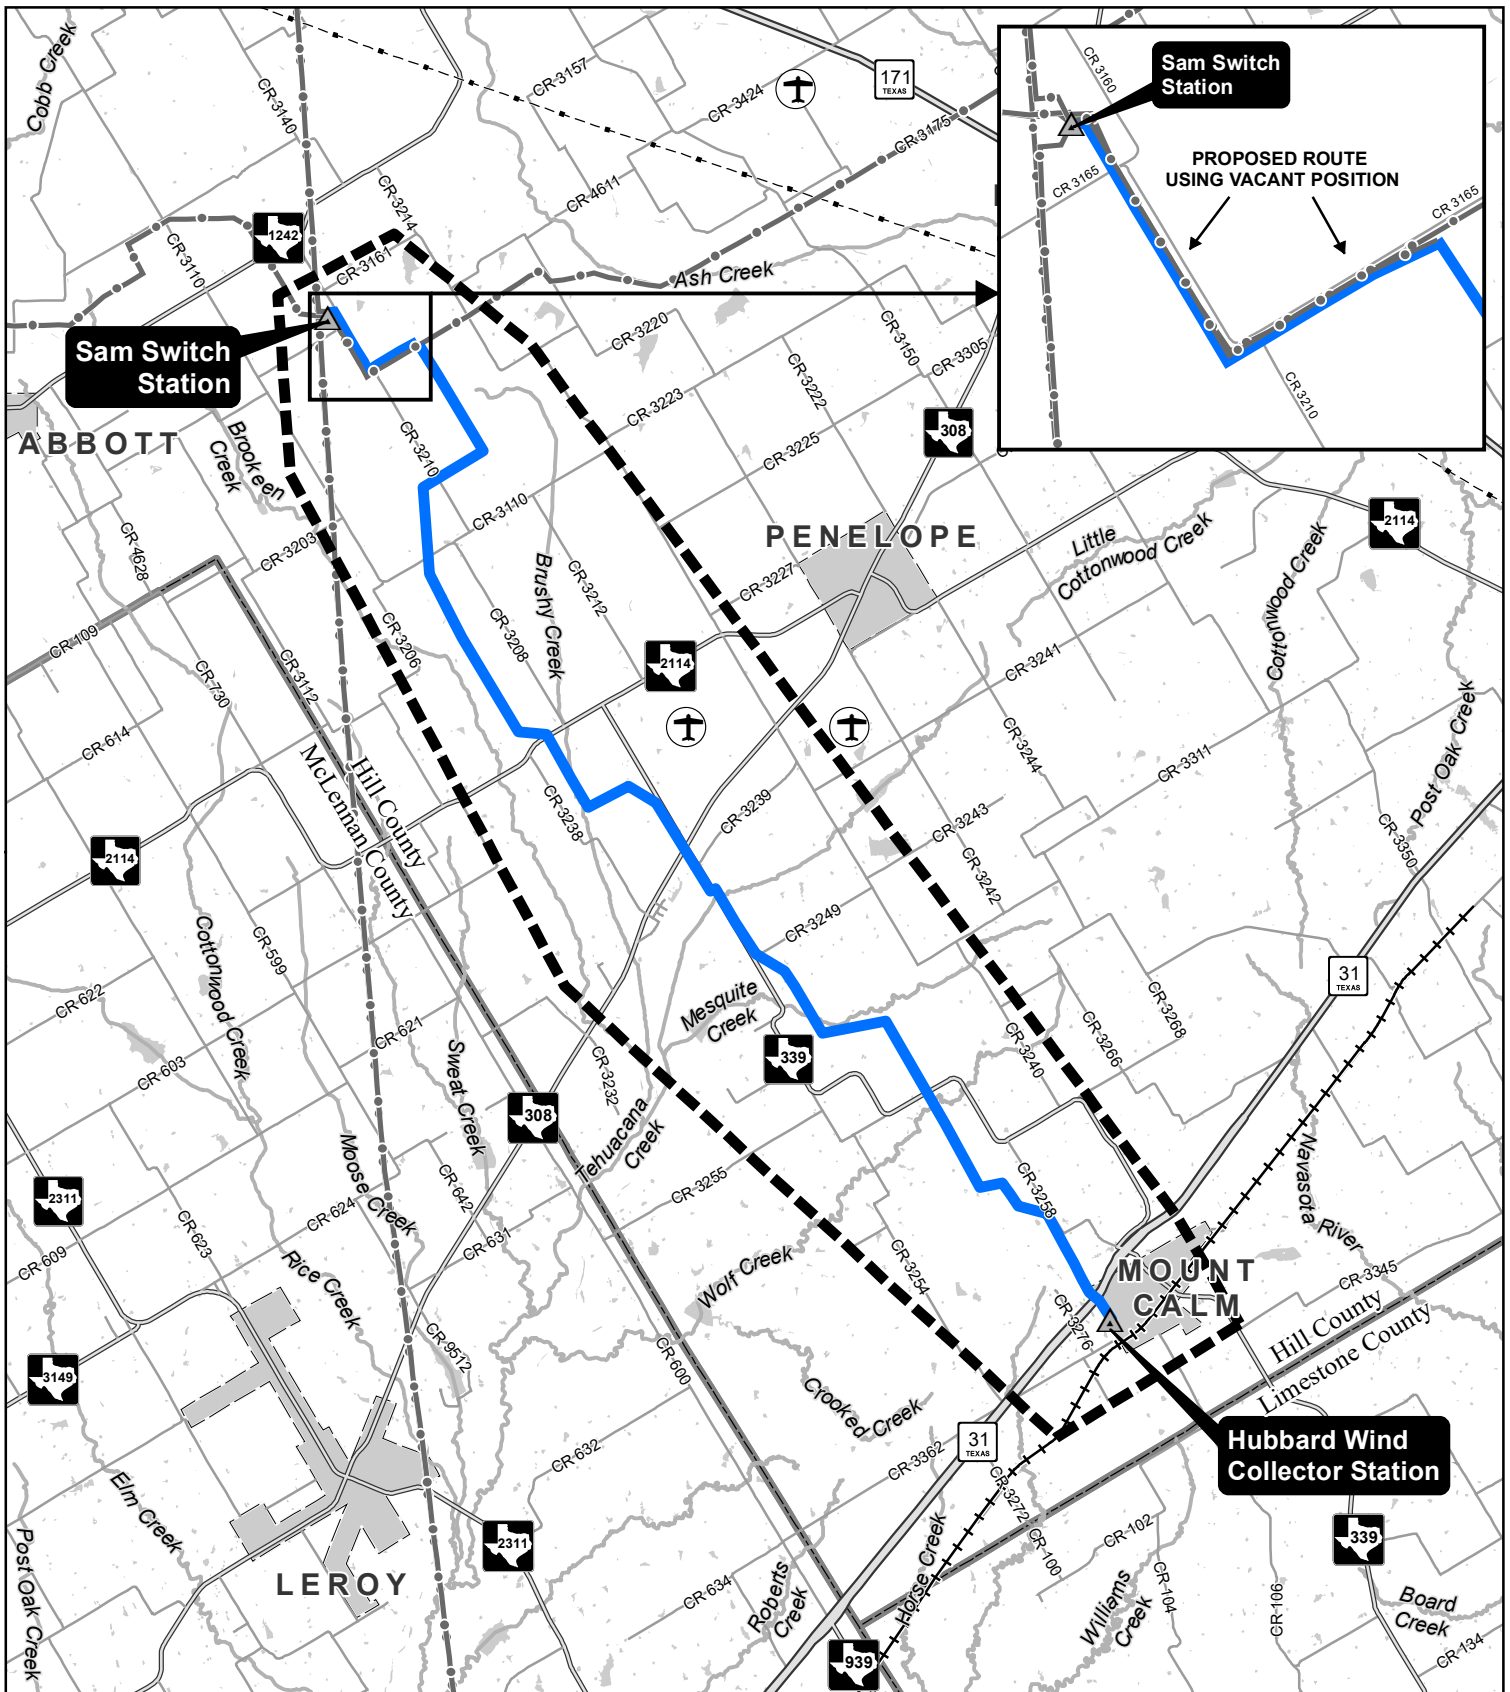 Cobb Creek
CR 3157
CR 3424
171
TEXAS
CR 3175
CR 3140
CR 4611
CR 3214
1242
CR 3110
CR 3161
Ash Creek
Sam Switch
Station
CR 3160
CR 3165
PROPOSED ROUTE
USING VACANT POSITION
CR 3165
CR 3210
Sam Switch
Station
CR 3220
CR 3150
CR 3305
CR 3222
CR 3223
CR 3225
308
ABBOTT
Brookeen
Creek
CR 3210
CR 3110
CR 3203
CR 4628
PENELOPE
Little
Cottonwood Creek
Cottonwood Creek
2114
CR 3227
Brushy Creek
CR 3212
CR 3208
CR 3206
CR 109
CR 730
CR 3112
2114
CR 3241
CR 614
CR 3244
CR 3311
Post Oak Creek
Hill County
McLennan County
CR 3238
CR 3239
CR 3243
CR 3242
CR 3350
2114
Cottonwood Creek
CR 599
CR 3249
31
TEXAS
CR 622
CR 621
CR 603
Mesquite
Creek
339
CR 3240
CR 3266
CR 3268
Sweat Creek
CR 3232
308
Tehuacana
Creek
Moose Creek
CR 642
CR 3255
CR 3258
Navasota
River
2311
CR 609
CR 623
CR 624
CR 631
Rice Creek
Wolf Creek
CR 3254
CR 3276
MOUNT
CALM
CR 3345
Hill County
Limestone County
3149
CR 9512
CR 600
Crooked Creek
CR 3362
31
TEXAS
Hubbard Wind
Collector Station
CR 632
CR 3272
CR 100
CR 102
CR 104
CR 106
339
Elm Creek
Post Oak Creek
LEROY
2311
CR 634
Roberts
Creek
Horse Creek
Williams
Creek
Board
Creek
CR 134
939